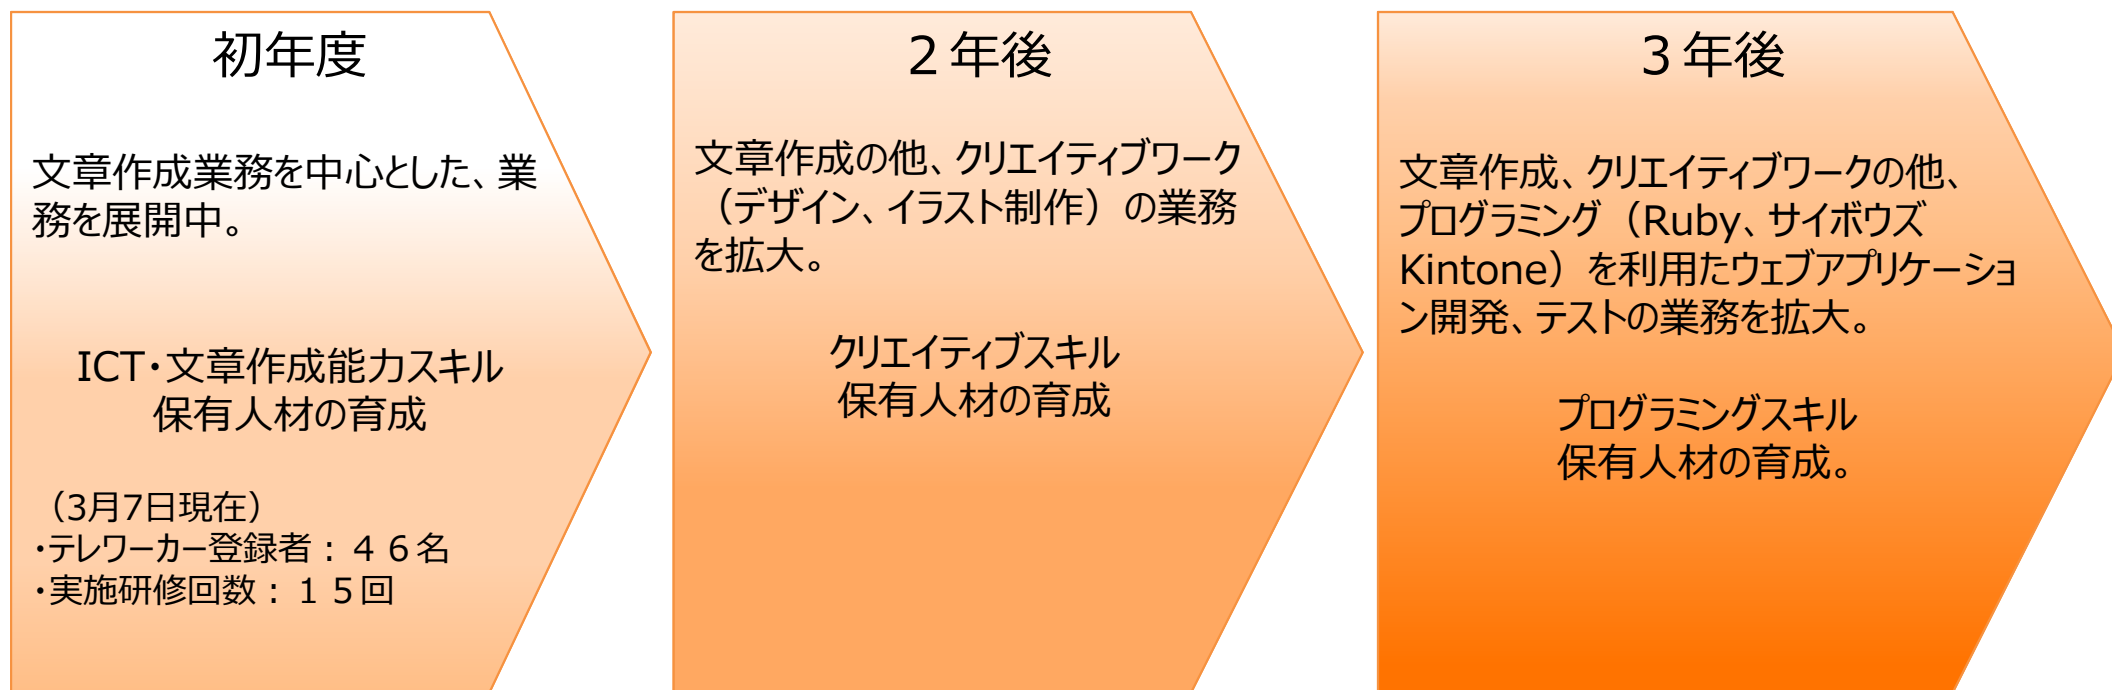 初年度
文章作成業務を中心とした、業
務を展開中。
ICT・文章作成能力スキル
保有人材の育成
（3月7日現在）
・テレワーカー登録者：４６名
・実施研修回数：１５回
２年後
文章作成の他、クリエイティブワーク
（デザイン、イラスト制作）の業務
を拡大。
クリエイティブスキル
保有人材の育成
３年後
文章作成、クリエイティブワークの他、
プログラミング（Ruby、サイボウズ
Kintone）を利用たウェブアプリケーショ
ン開発、テストの業務を拡大。
プログラミングスキル
保有人材の育成。